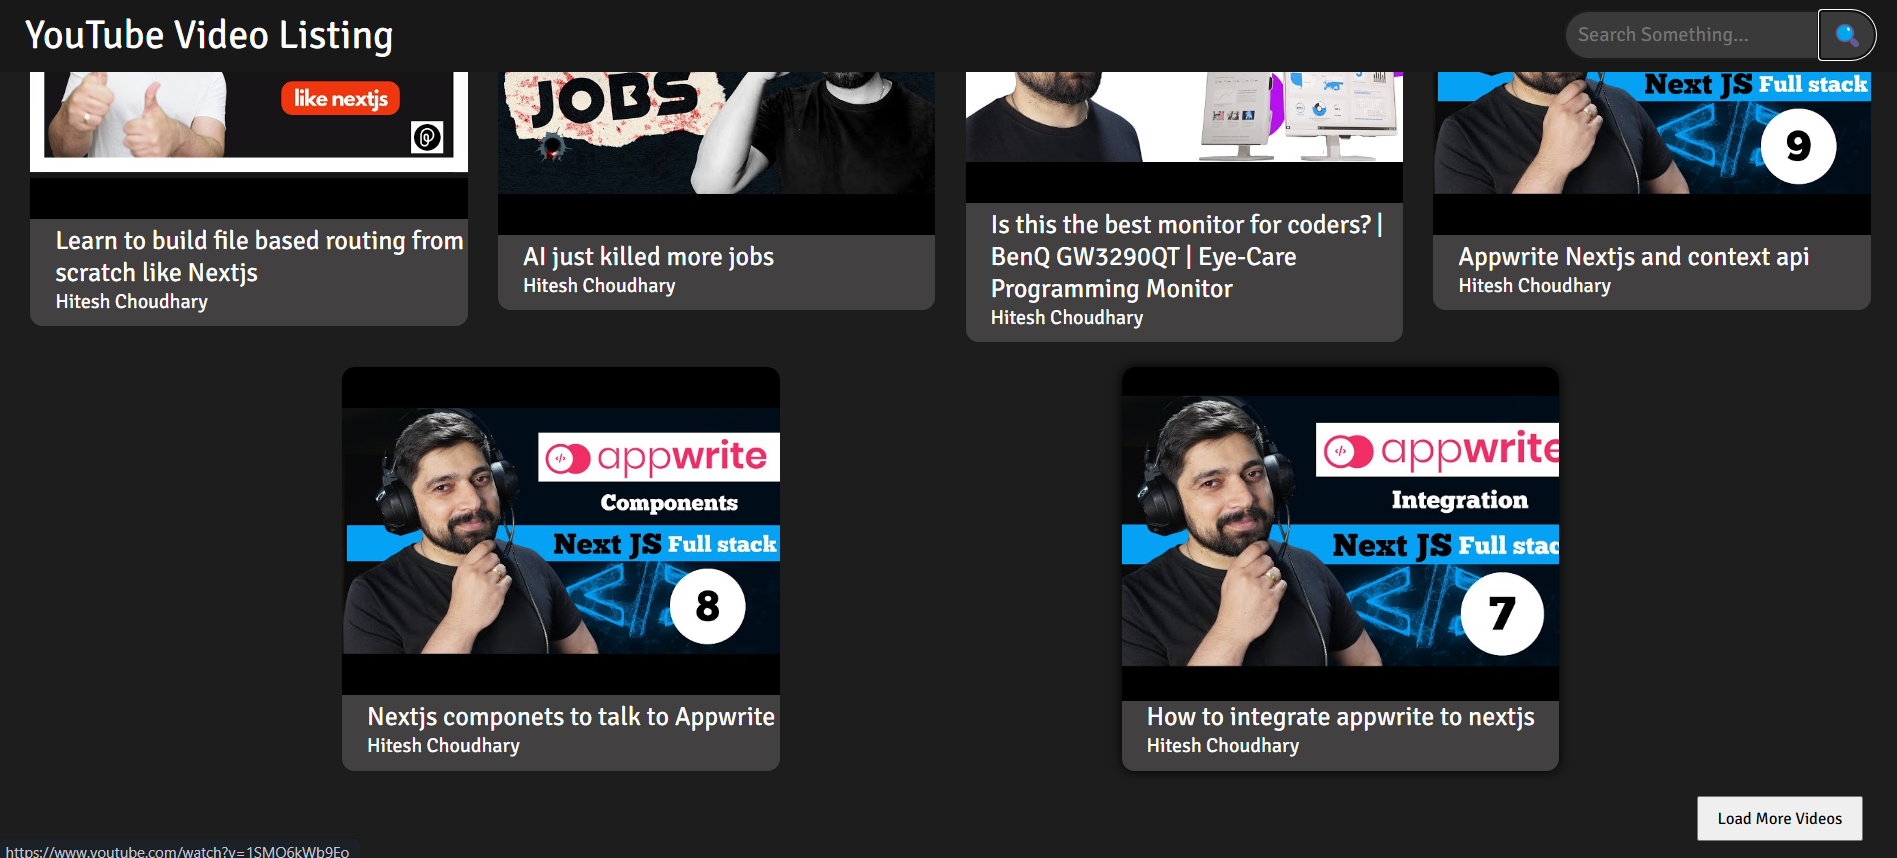 YouTube Video Listing
Search Something...
like nextjs
JOBS
Next JS Full stack
9
Learn to build file based routing from
scratch like Nextjs
Hitesh Choudhary
AI just killed more jobs
Hitesh Choudhary
Is this the best monitor for coders? |
BenQ GW3290QT | Eye-Care
Programming Monitor
Hitesh Choudhary
Appwrite Nextjs and context api
Hitesh Choudhary
</> appwrite
Components
Next JS Full stack
</>
8
Nextjs componets to talk to Appwrite
Hitesh Choudhary
</> appwrite
Integration
Next JS Full stac
</>
7
How to integrate appwrite to nextjs
Hitesh Choudhary
Load More Videos
https://www.youtube.com/watch?v=1SMO6kWb9Eo